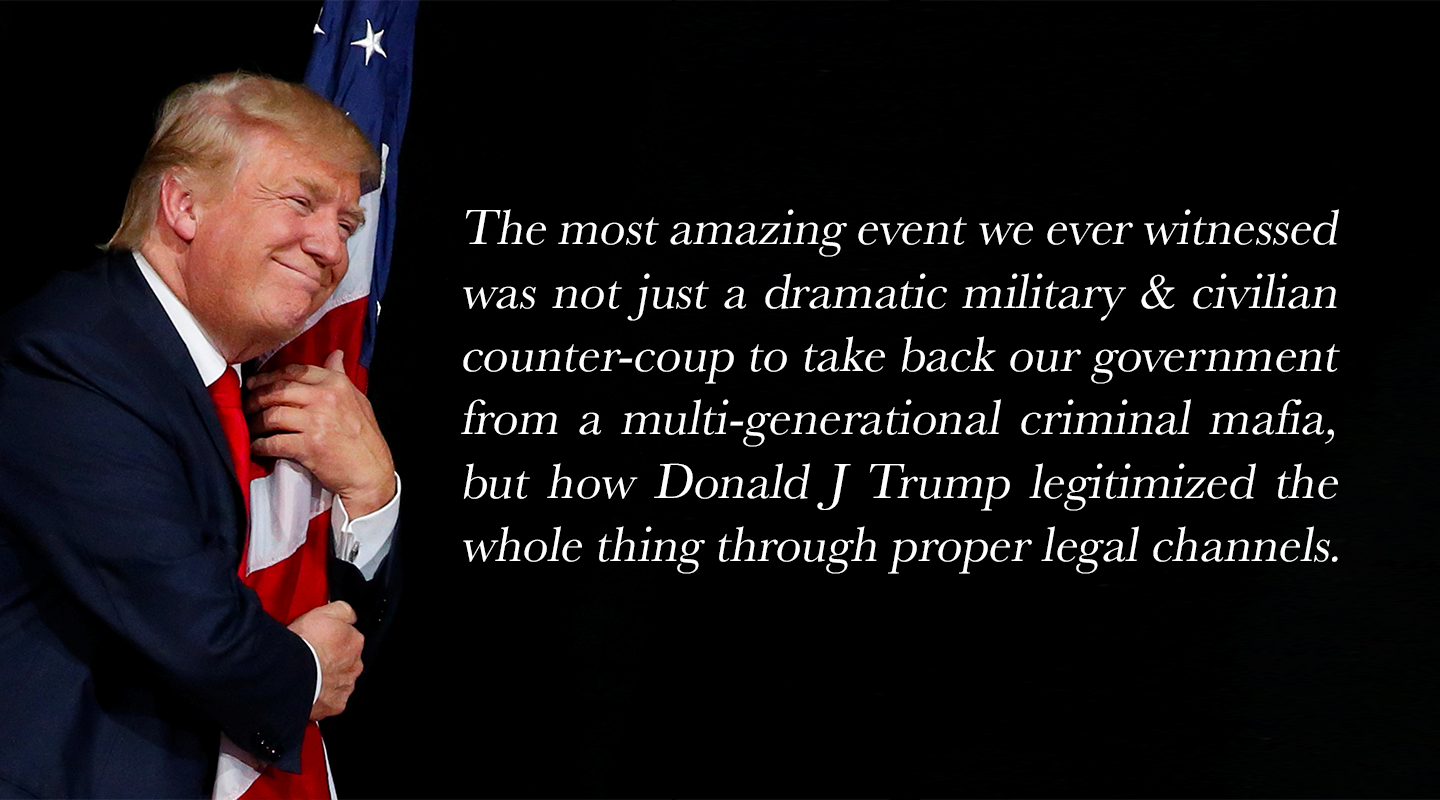 The most amazing event we ever witnessed
was not just a dramatic military & civilian
counter-coup to take back our government
from a multi-generational criminal mafia,
but how Donald J Trump legitimized the
whole thing through proper legal channels.